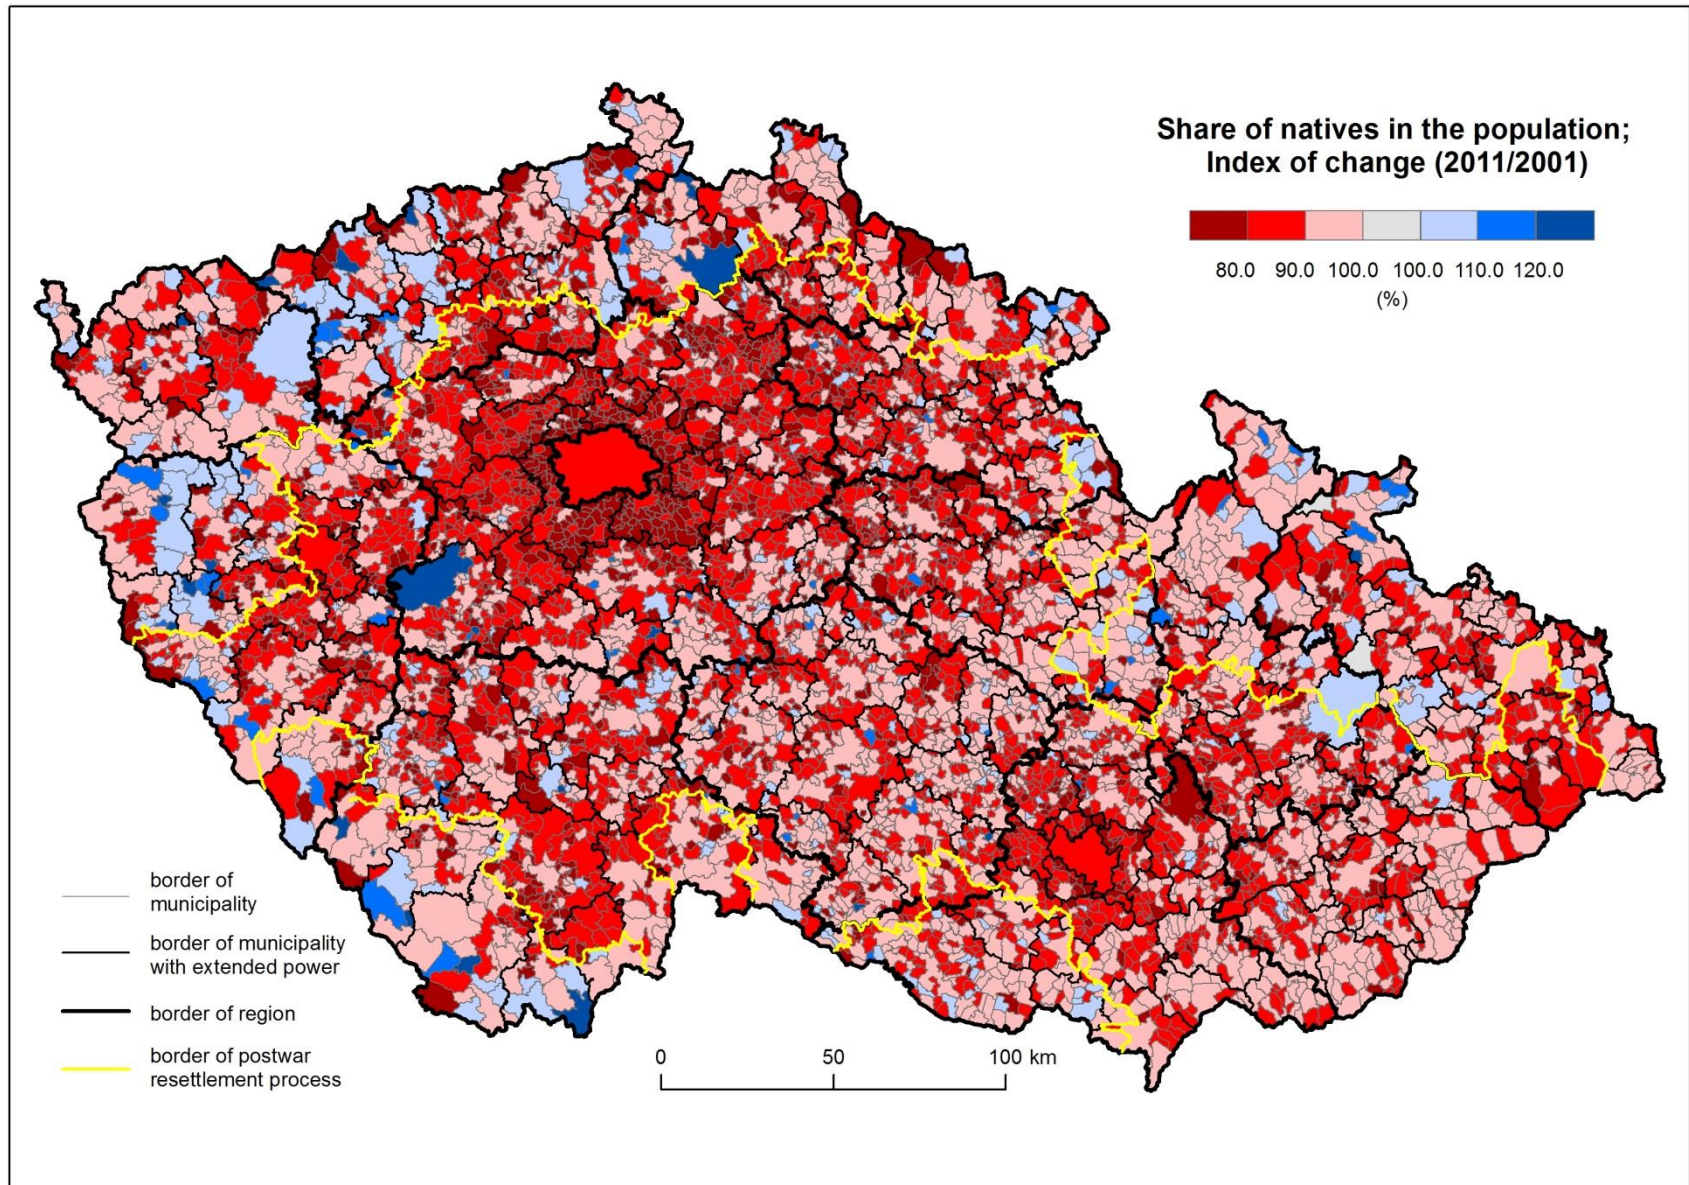 Share of natives in the population;
Index of change (2011/2001)
80.0 90.0 100.0 100.0 110.0 120.0
(%)
border of
municipality
border of municipality
with extended power
border of region
border of postwar
resettlement process
0 50 100 km